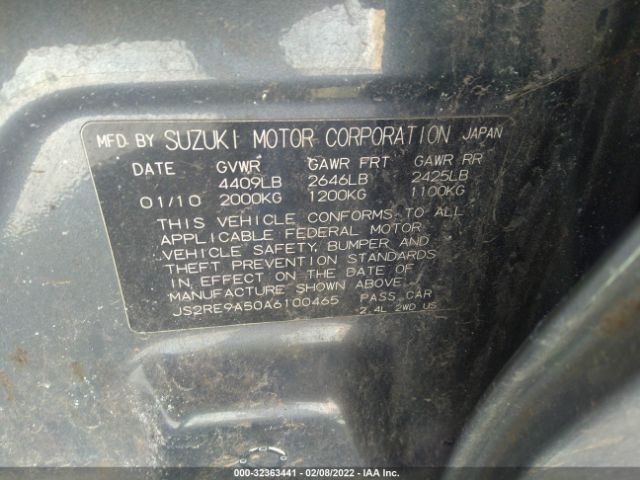 MFD. BY SUZUKI MOTOR CORPORATION JAPAN
DATE GVWR GAWR FRT GAWR RR
4409LB 2646LB 2425LB
01/10 2000KG 1200KG 1100KG
THIS VEHICLE CONFORMS TO ALL
APPLICABLE FEDERAL MOTOR
VEHICLE SAFETY, BUMPER AND
THEFT PREVENTION STANDARDS
IN EFFECT ON THE DATE OF
MANUFACTURE SHOWN ABOVE.
JS2RE9A50A6100465 PASS. CAR
2.4L 2WD US
000-32363441 - 02/08/2022 - IAA Inc.